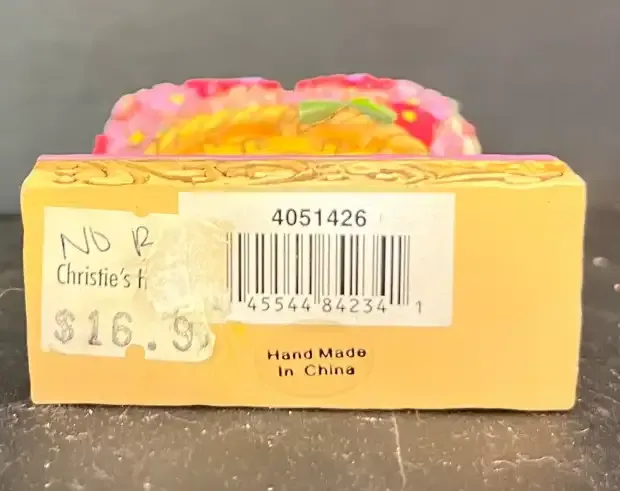 NO R
Christie's H
$16.9
4051426
45544 84234 1
Hand Made
In China